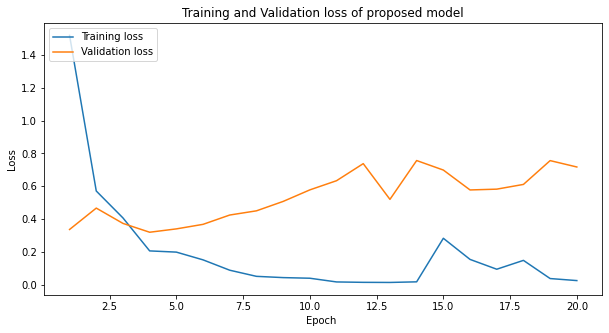 Training and Validation loss of proposed model
Training loss
Validation loss
Loss
1.4
1.2
1.0
0.8
0.6
0.4
0.2
0.0
2.5 5.0 7.5 10.0 12.5 15.0 17.5 20.0
Epoch